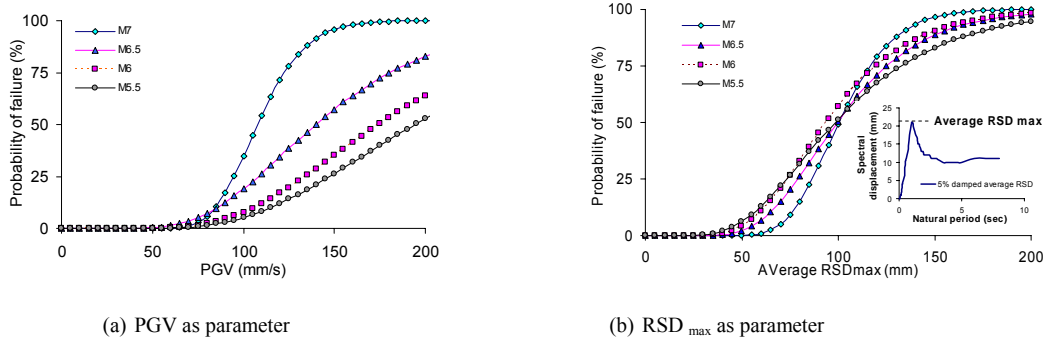 (a)
100
75
50
25
0
Probability of failure (%)
M7
M6.5
M6
M5.5
0 50 100 150 200
PGV (mm/s)
(b)
100
75
50
25
0
Probability of failure (%)
M7
M6.5
M6
M5.5
25
20
15
10
5
0
Spectral
displacement (mm)
Average RSD max
5% damped average RSD
0 5 10
Natural period (sec)
0 50 100 150 200
AVerage RSDmax (mm)
(a) PGV as parameter
(b) RSD max as parameter